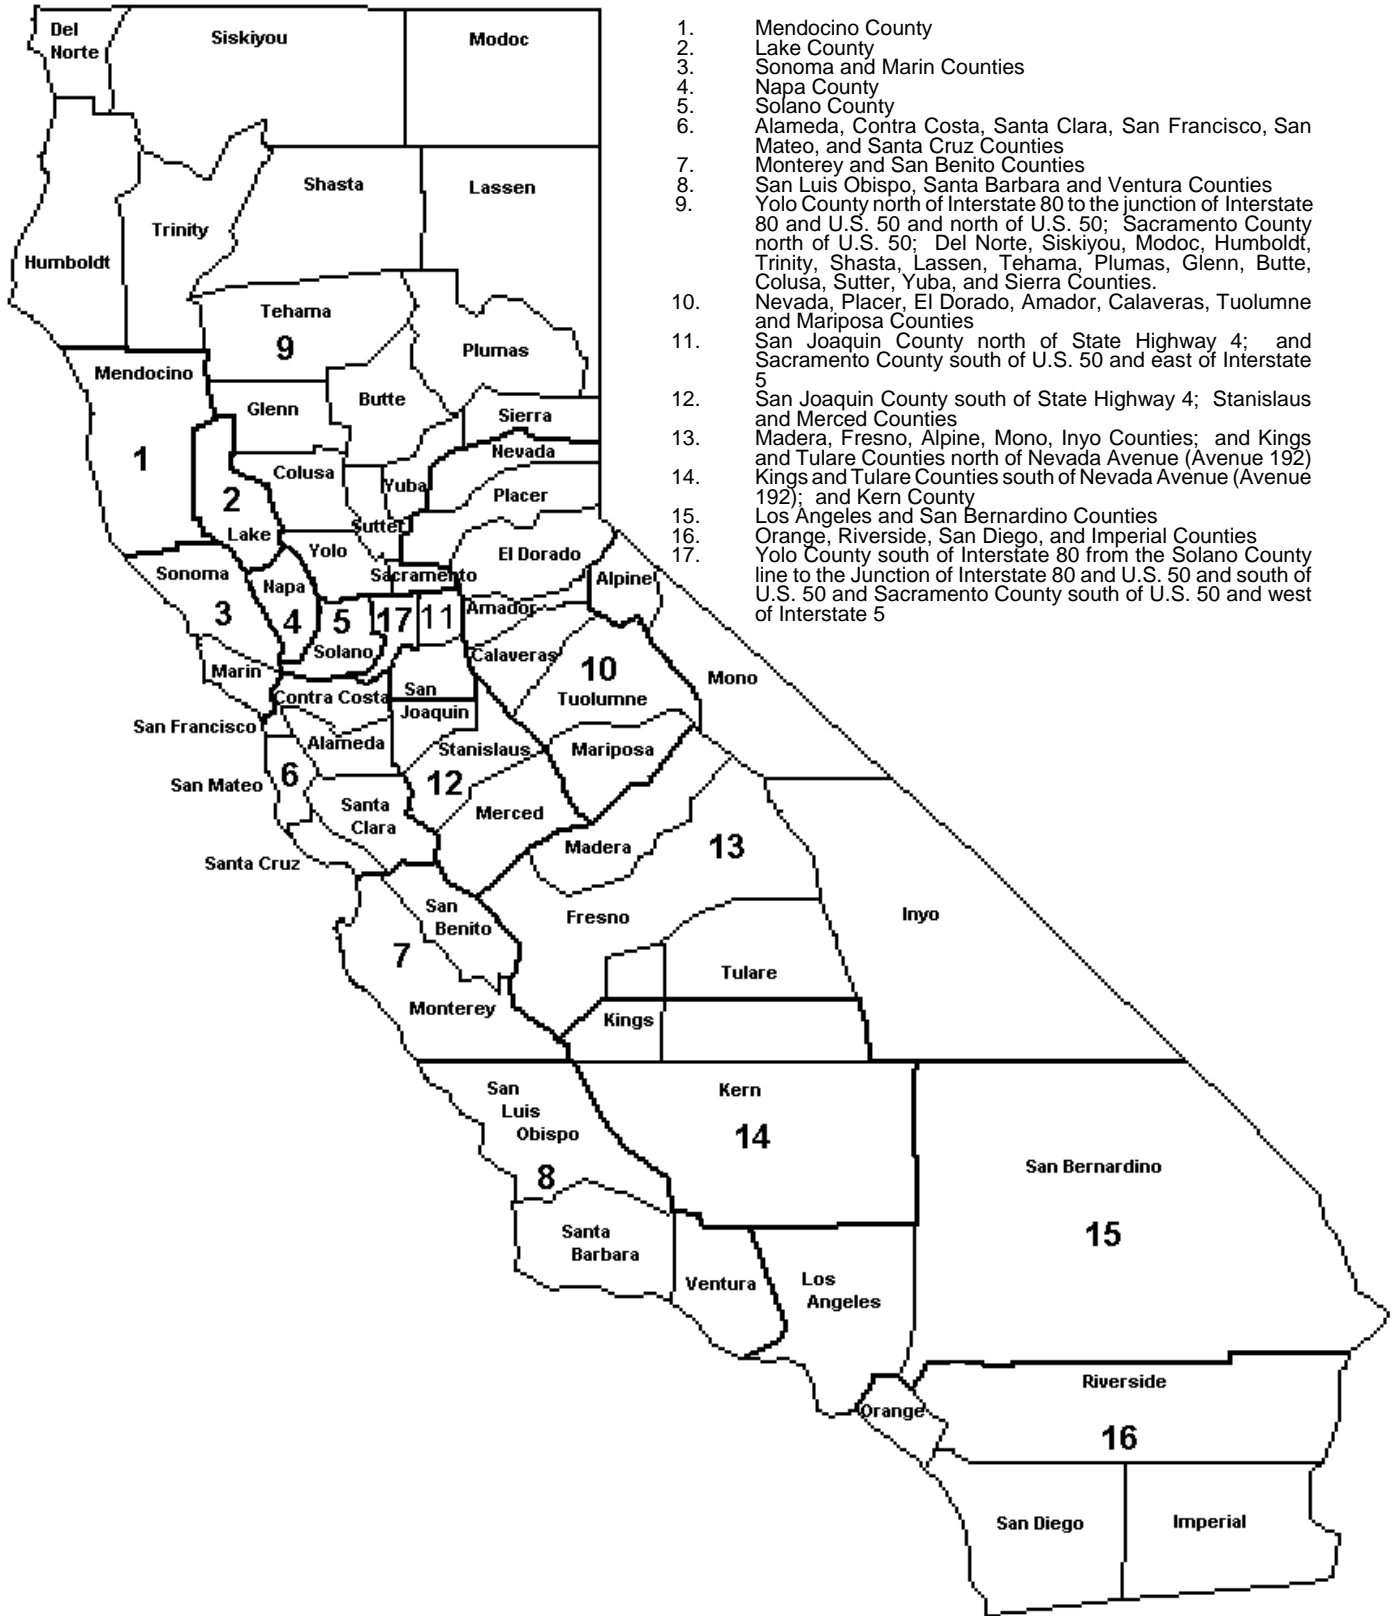 1. Mendocino County
2. Lake County
3. Sonoma and Marin Counties
4. Napa County
5. Solano County
6. Alameda, Contra Costa, Santa Clara, San Francisco, San
Mateo, and Santa Cruz Counties
7. Monterey and San Benito Counties
8. San Luis Obispo, Santa Barbara and Ventura Counties
9. Yolo County north of Interstate 80 to the junction of Interstate
80 and U.S. 50 and north of U.S. 50; Sacramento County
north of U.S. 50; Del Norte, Siskiyou, Modoc, Humboldt,
Trinity, Shasta, Lassen, Tehama, Plumas, Glenn, Butte,
Colusa, Sutter, Yuba, and Sierra Counties.
10. Nevada, Placer, El Dorado, Amador, Calaveras, Tuolumne
and Mariposa Counties
11. San Joaquin County north of State Highway 4; and
Sacramento County south of U.S. 50 and east of Interstate
5
12. San Joaquin County south of State Highway 4; Stanislaus
and Merced Counties
13. Madera, Fresno, Alpine, Mono, Inyo Counties; and Kings
and Tulare Counties north of Nevada Avenue (Avenue 192)
14. Kings and Tulare Counties south of Nevada Avenue (Avenue
192); and Kern County
15. Los Angeles and San Bernardino Counties
16. Orange, Riverside, San Diego, and Imperial Counties
17. Yolo County south of Interstate 80 from the Solano County
line to the Junction of Interstate 80 and U.S. 50 and south of
U.S. 50 and Sacramento County south of U.S. 50 and west
of Interstate 5
Del
Norte
Siskiyou
Modoc
Shasta
Lassen
Trinity
Humboldt
Tehama
9
Plumas
Mendocino
Butte
Glenn
Sierra
Nevada
1
Colusa
Yuba
Placer
2
Sutter
Lake
Yolo
El Dorado
Sonoma
Napa
Sacramento
Alpine
3
4
5
17
11
Amador
Solano
Calaveras
10
Marin
Mono
Contra Costa
San
Joaquin
Tuolumne
San Francisco
Alameda
Stanislaus
Mariposa
6
San Mateo
12
Santa
Clara
Merced
Santa Cruz
Madera
13
San
Benito
Fresno
Inyo
7
Tulare
Monterey
Kings
San
Luis
Obispo
Kern
14
8
San Bernardino
15
Santa
Barbara
Ventura
Los
Angeles
Riverside
Orange
16
San Diego
Imperial